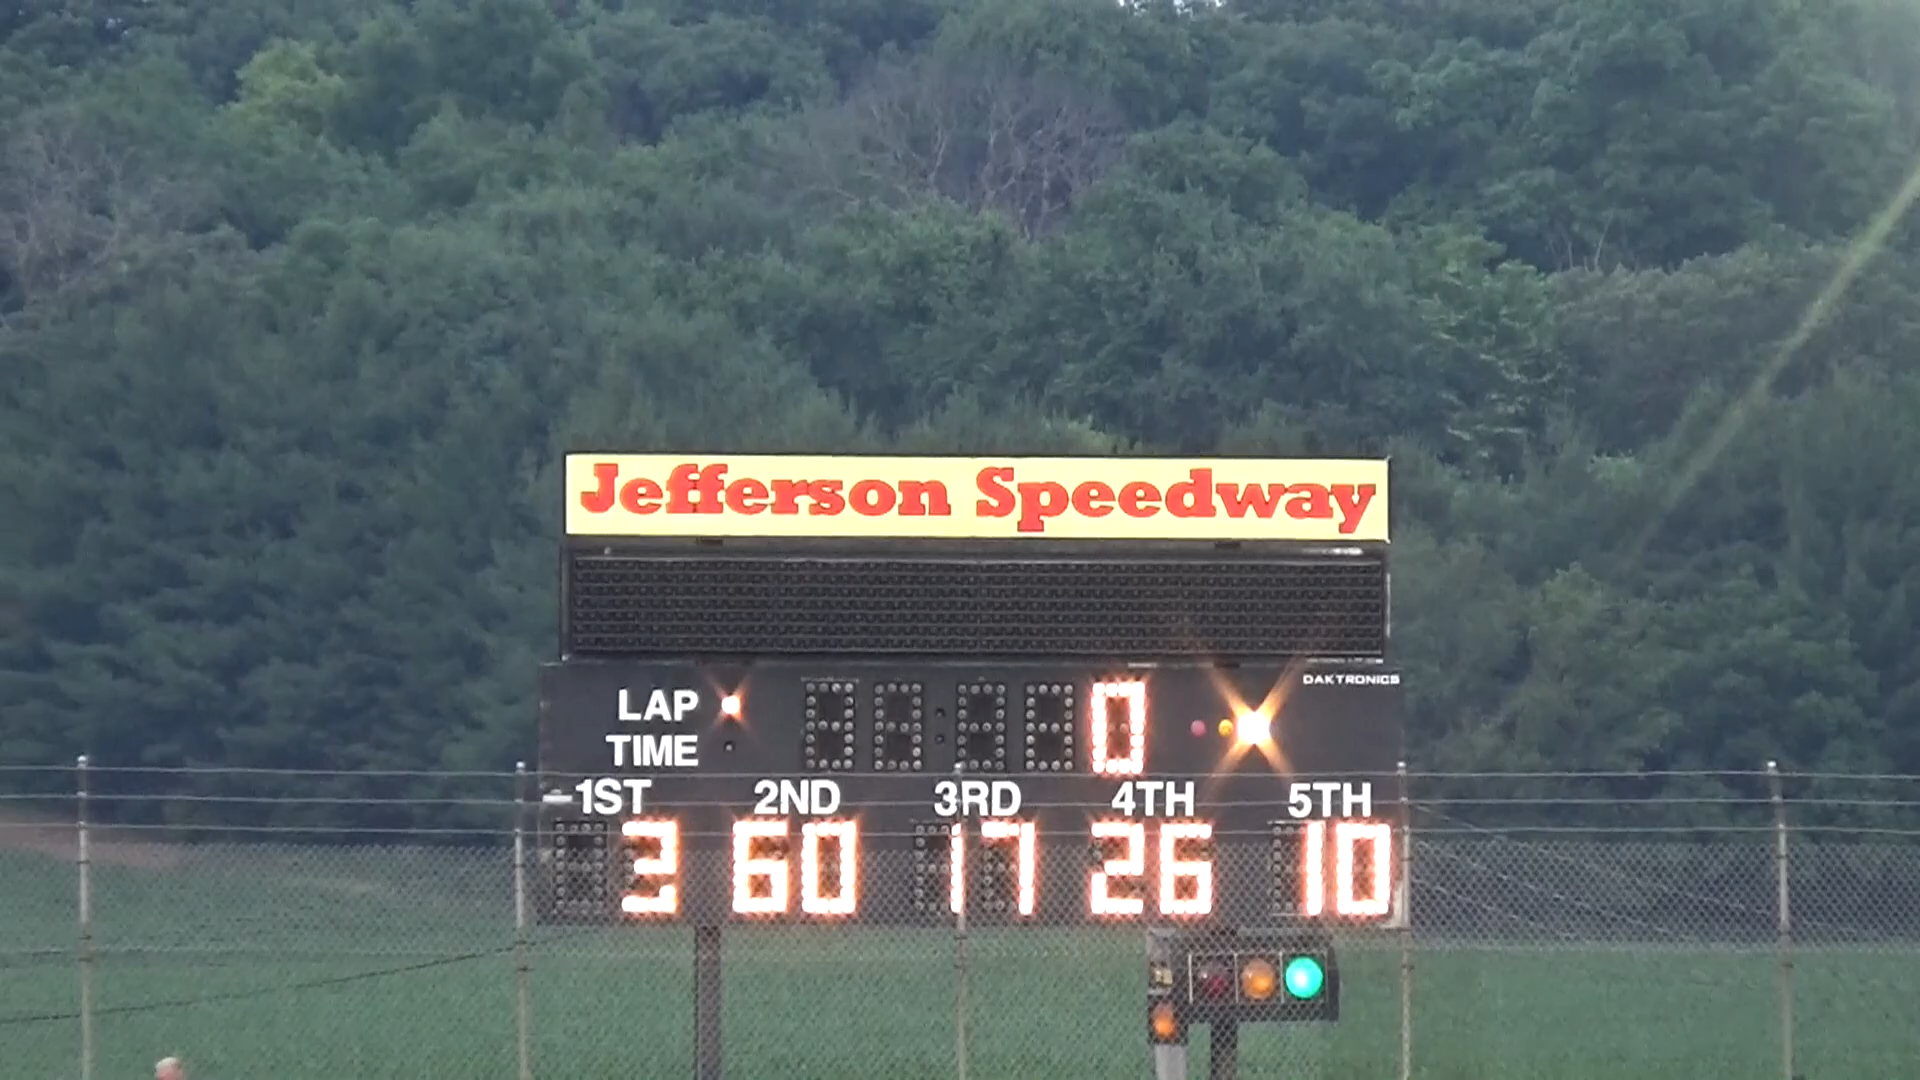 Jefferson Speedway
DAKTRONICS
LAP 0
TIME
1ST 2ND 3RD 4TH 5TH
3 60 17 26 10